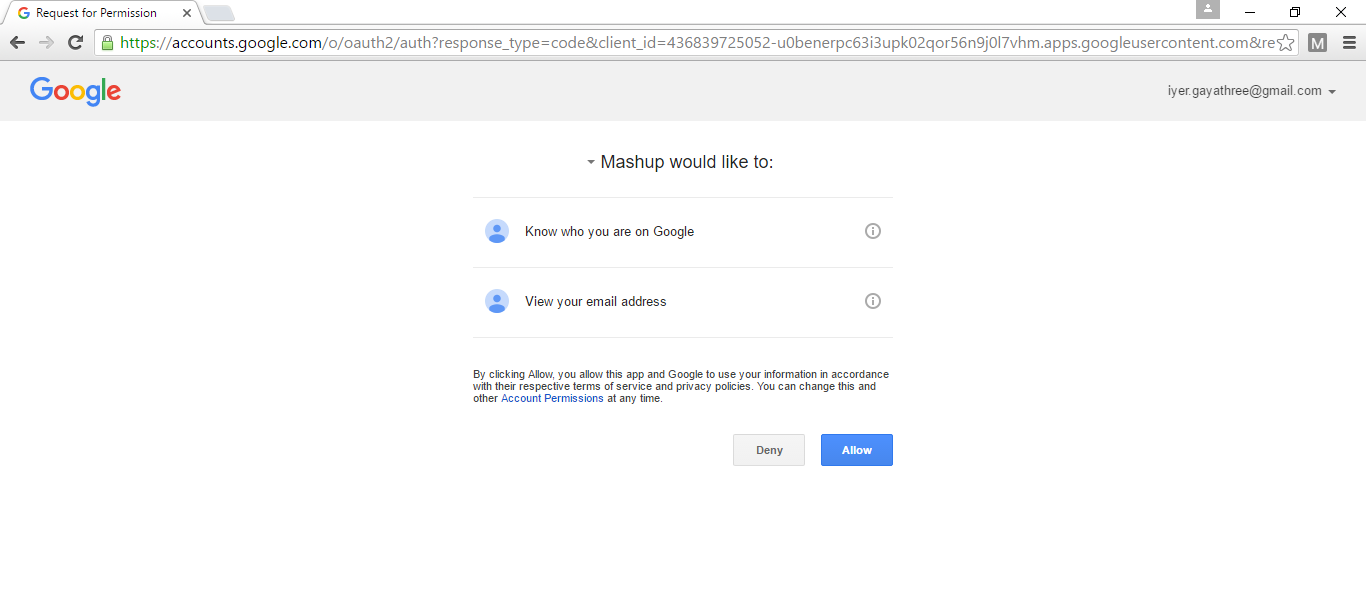 Request for Permission
https://accounts.google.com/o/oauth2/auth?response_type=code&client_id=436839725052-u0benerpc63i3upk02qor56n9j0l7vhm.apps.googleusercontent.com&re
M
Google
iyer.gayathree@gmail.com
Mashup would like to:
Know who you are on Google
View your email address
By clicking Allow, you allow this app and Google to use your information in accordance
with their respective terms of service and privacy policies. You can change this and
other Account Permissions at any time.
Deny Allow